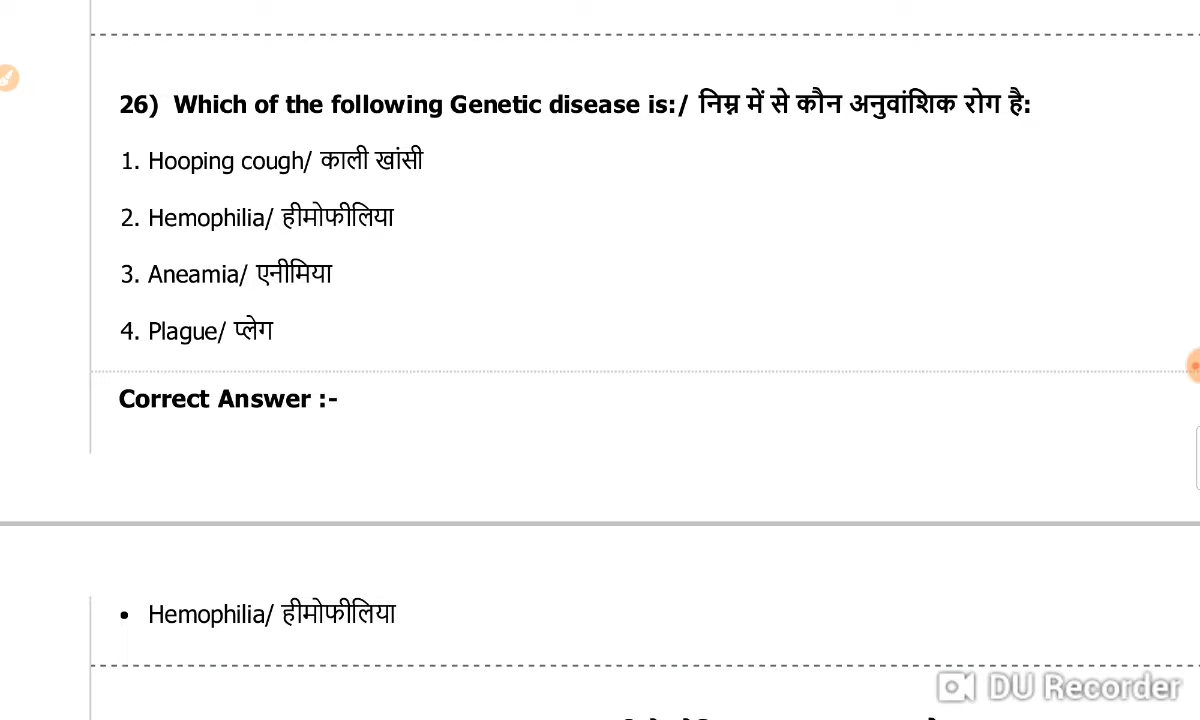 26) Which of the following Genetic disease is:/ निम्न में से कौन अनुवांशिक रोग है:
1. Hooping cough/ काली खांसी
2. Hemophilia/ हीमोफीलिया
3. Aneamia/ एनीमिया
4. Plague/ प्लेग
Correct Answer :-
• Hemophilia/ हीमोफीलिया
DU Recorder